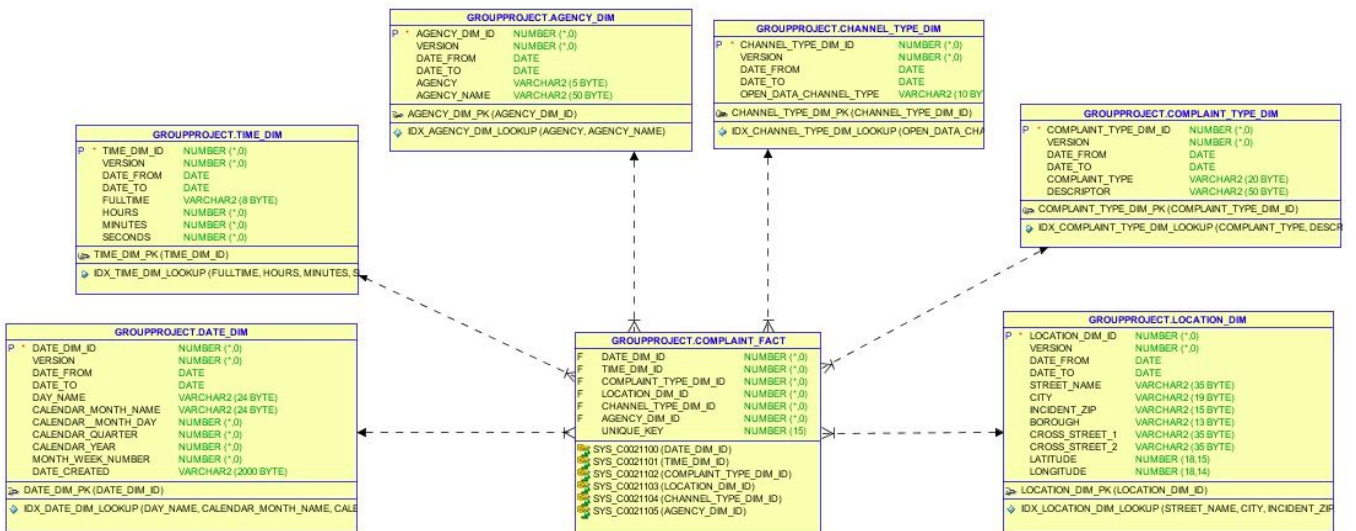 GROUPPROJECT.AGENCY_DIM
P * AGENCY_DIM_ID NUMBER (*,0)
VERSION NUMBER (*,0)
DATE_FROM DATE
DATE_TO DATE
AGENCY VARCHAR2 (5 BYTE)
AGENCY_NAME VARCHAR2 (50 BYTE)
AGENCY_DIM_PK (AGENCY_DIM_ID)
IDX_AGENCY_DIM_LOOKUP (AGENCY, AGENCY_NAME)
GROUPPROJECT.CHANNEL_TYPE_DIM
P * CHANNEL_TYPE_DIM_ID NUMBER (*,0)
VERSION NUMBER (*,0)
DATE_FROM DATE
DATE_TO DATE
OPEN_DATA_CHANNEL_TYPE VARCHAR2 (10 BY
CHANNEL_TYPE_DIM_PK (CHANNEL_TYPE_DIM_ID)
IDX_CHANNEL_TYPE_DIM_LOOKUP (OPEN_DATA_CHA
GROUPPROJECT.COMPLAINT_TYPE_DIM
P * COMPLAINT_TYPE_DIM_ID NUMBER (*,0)
VERSION NUMBER (*,0)
DATE_FROM DATE
DATE_TO DATE
COMPLAINT_TYPE VARCHAR2 (20 BYTE)
DESCRIPTOR VARCHAR2 (50 BYTE)
COMPLAINT_TYPE_DIM_PK (COMPLAINT_TYPE_DIM_ID)
IDX_COMPLAINT_TYPE_DIM_LOOKUP (COMPLAINT_TYPE, DESCR
GROUPPROJECT.TIME_DIM
P * TIME_DIM_ID NUMBER (*,0)
VERSION NUMBER (*,0)
DATE_FROM DATE
DATE_TO DATE
FULLTIME VARCHAR2 (8 BYTE)
HOURS NUMBER (*,0)
MINUTES NUMBER (*,0)
SECONDS NUMBER (*,0)
TIME_DIM_PK (TIME_DIM_ID)
IDX_TIME_DIM_LOOKUP (FULLTIME, HOURS, MINUTES, S
GROUPPROJECT.DATE_DIM
P * DATE_DIM_ID NUMBER (*,0)
VERSION NUMBER (*,0)
DATE_FROM DATE
DATE_TO DATE
DAY_NAME VARCHAR2 (24 BYTE)
CALENDAR_MONTH_NAME VARCHAR2 (24 BYTE)
CALENDAR__MONTH_DAY NUMBER (*,0)
CALENDAR_QUARTER NUMBER (*,0)
CALENDAR_YEAR NUMBER (*,0)
MONTH_WEEK_NUMBER NUMBER (*,0)
DATE_CREATED VARCHAR2 (2000 BYTE)
DATE_DIM_PK (DATE_DIM_ID)
IDX_DATE_DIM_LOOKUP (DAY_NAME, CALENDAR_MONTH_NAME, CALE
GROUPPROJECT.COMPLAINT_FACT
F DATE_DIM_ID NUMBER (*,0)
F TIME_DIM_ID NUMBER (*,0)
F COMPLAINT_TYPE_DIM_ID NUMBER (*,0)
F LOCATION_DIM_ID NUMBER (*,0)
F CHANNEL_TYPE_DIM_ID NUMBER (*,0)
F AGENCY_DIM_ID NUMBER (*,0)
UNIQUE_KEY NUMBER (15)
SYS_C0021100 (DATE_DIM_ID)
SYS_C0021101 (TIME_DIM_ID)
SYS_C0021102 (COMPLAINT_TYPE_DIM_ID)
SYS_C0021103 (LOCATION_DIM_ID)
SYS_C0021104 (CHANNEL_TYPE_DIM_ID)
SYS_C0021105 (AGENCY_DIM_ID)
GROUPPROJECT.LOCATION_DIM
P * LOCATION_DIM_ID NUMBER (*,0)
VERSION NUMBER (*,0)
DATE_FROM DATE
DATE_TO DATE
STREET_NAME VARCHAR2 (35 BYTE)
CITY VARCHAR2 (19 BYTE)
INCIDENT_ZIP VARCHAR2 (15 BYTE)
BOROUGH VARCHAR2 (13 BYTE)
CROSS_STREET_1 VARCHAR2 (35 BYTE)
CROSS_STREET_2 VARCHAR2 (35 BYTE)
LATITUDE NUMBER (18,15)
LONGITUDE NUMBER (18,14)
LOCATION_DIM_PK (LOCATION_DIM_ID)
IDX_LOCATION_DIM_LOOKUP (STREET_NAME, CITY, INCIDENT_ZIP